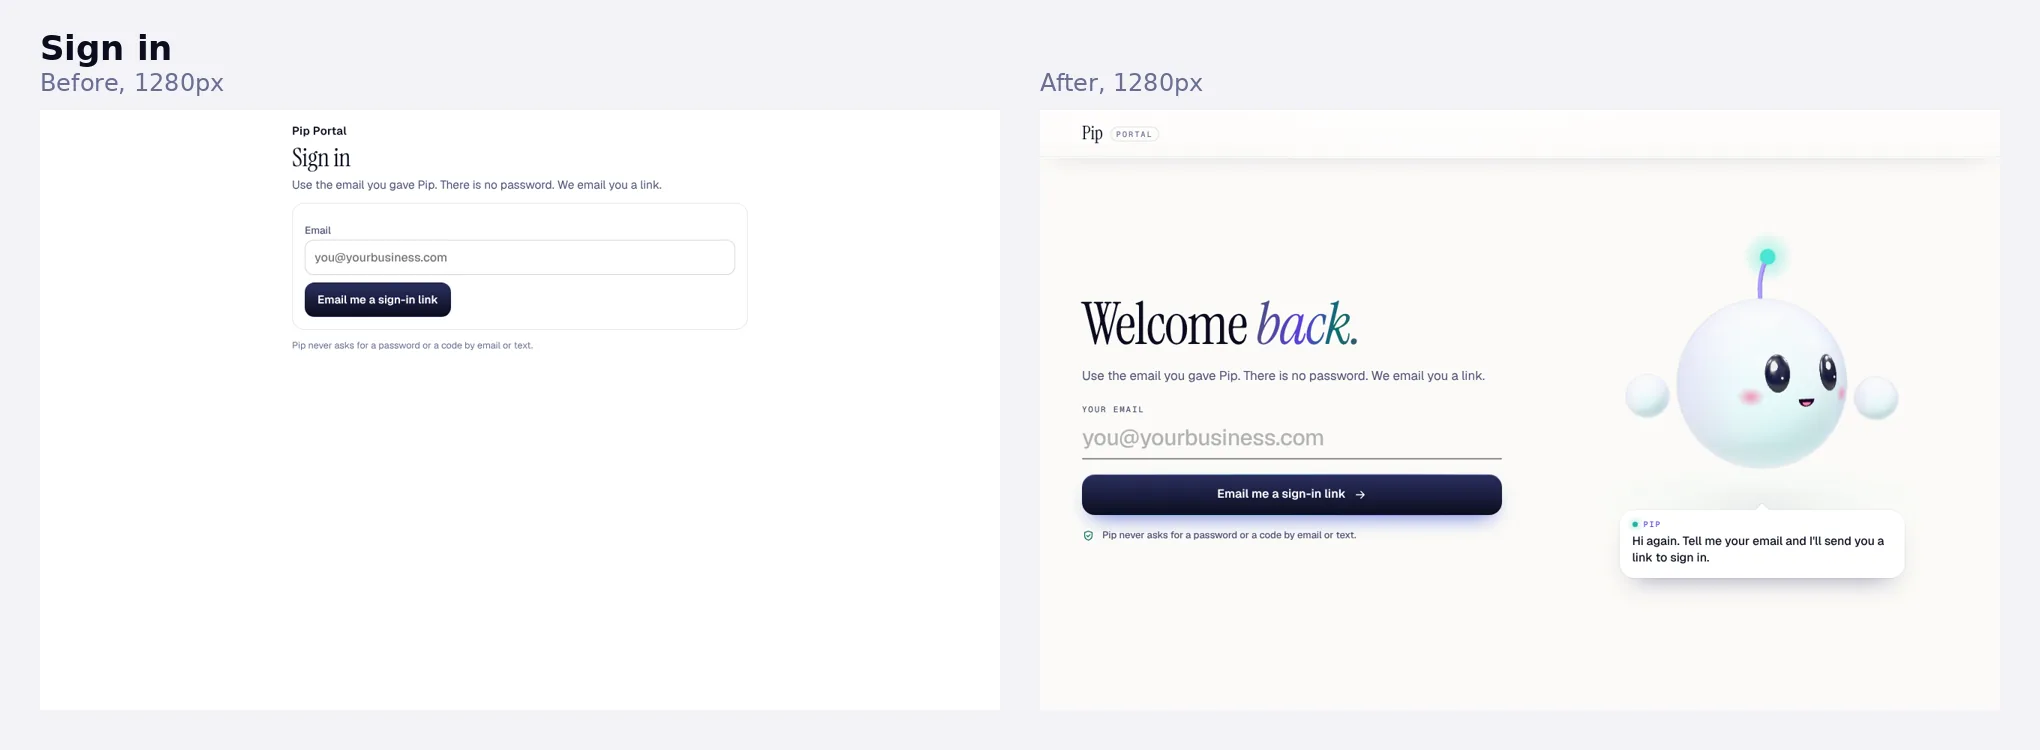 Sign in
Before, 1280px
Pip Portal
Sign in
Use the email you gave Pip. There is no password. We email you a link.
Email
you@yourbusiness.com
Email me a sign-in link
Pip never asks for a password or a code by email or text.
After, 1280px
Pip PORTAL
Welcome back.
Use the email you gave Pip. There is no password. We email you a link.
YOUR EMAIL
you@yourbusiness.com
Email me a sign-in link →
Pip never asks for a password or a code by email or text.
PIP
Hi again. Tell me your email and I'll send you a
link to sign in.